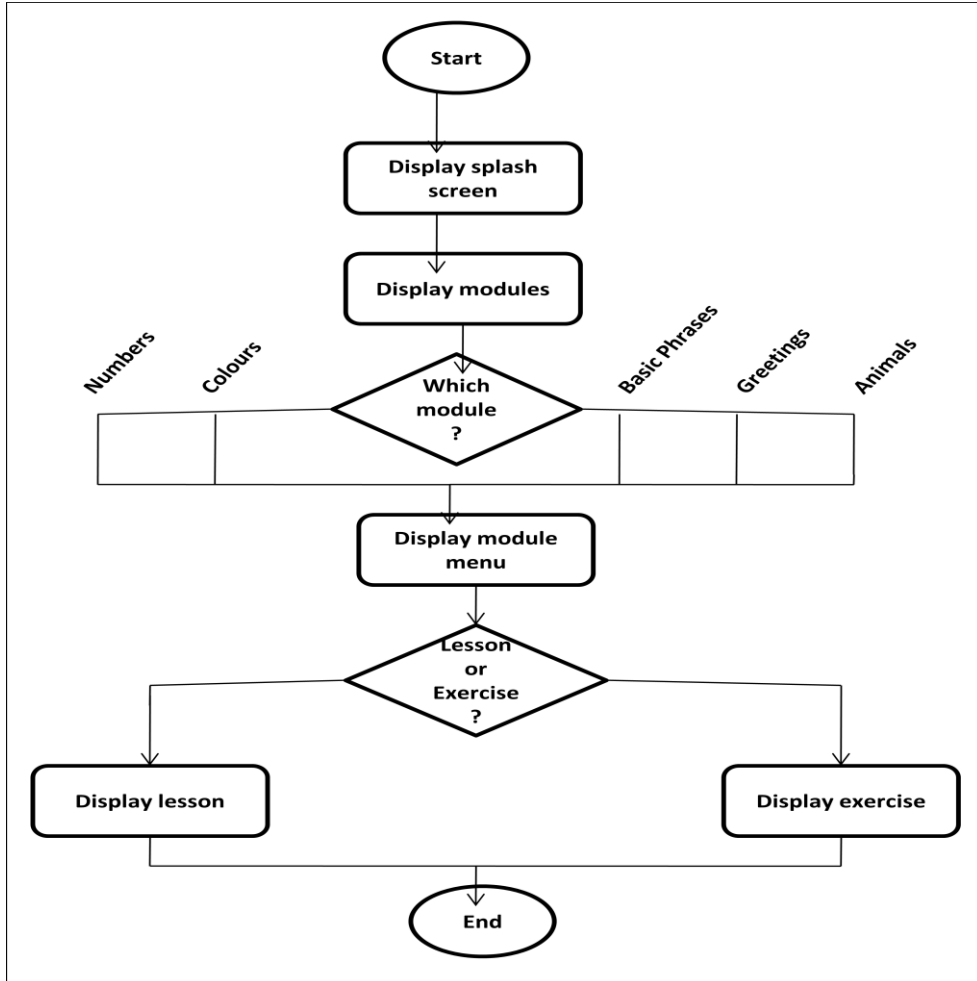 Start
Display splash
screen
Display modules
Numbers
Colours
Which
module
?
Basic Phrases
Greetings
Animals
Display module
menu
Lesson
or
Exercise
?
Display lesson
Display exercise
End